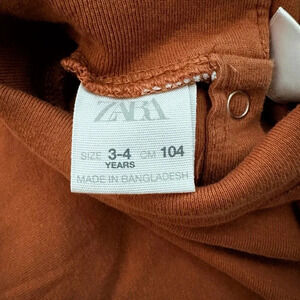 ZARA
SIZE 3-4 CM 104
YEARS
MADE IN BANGLADESH